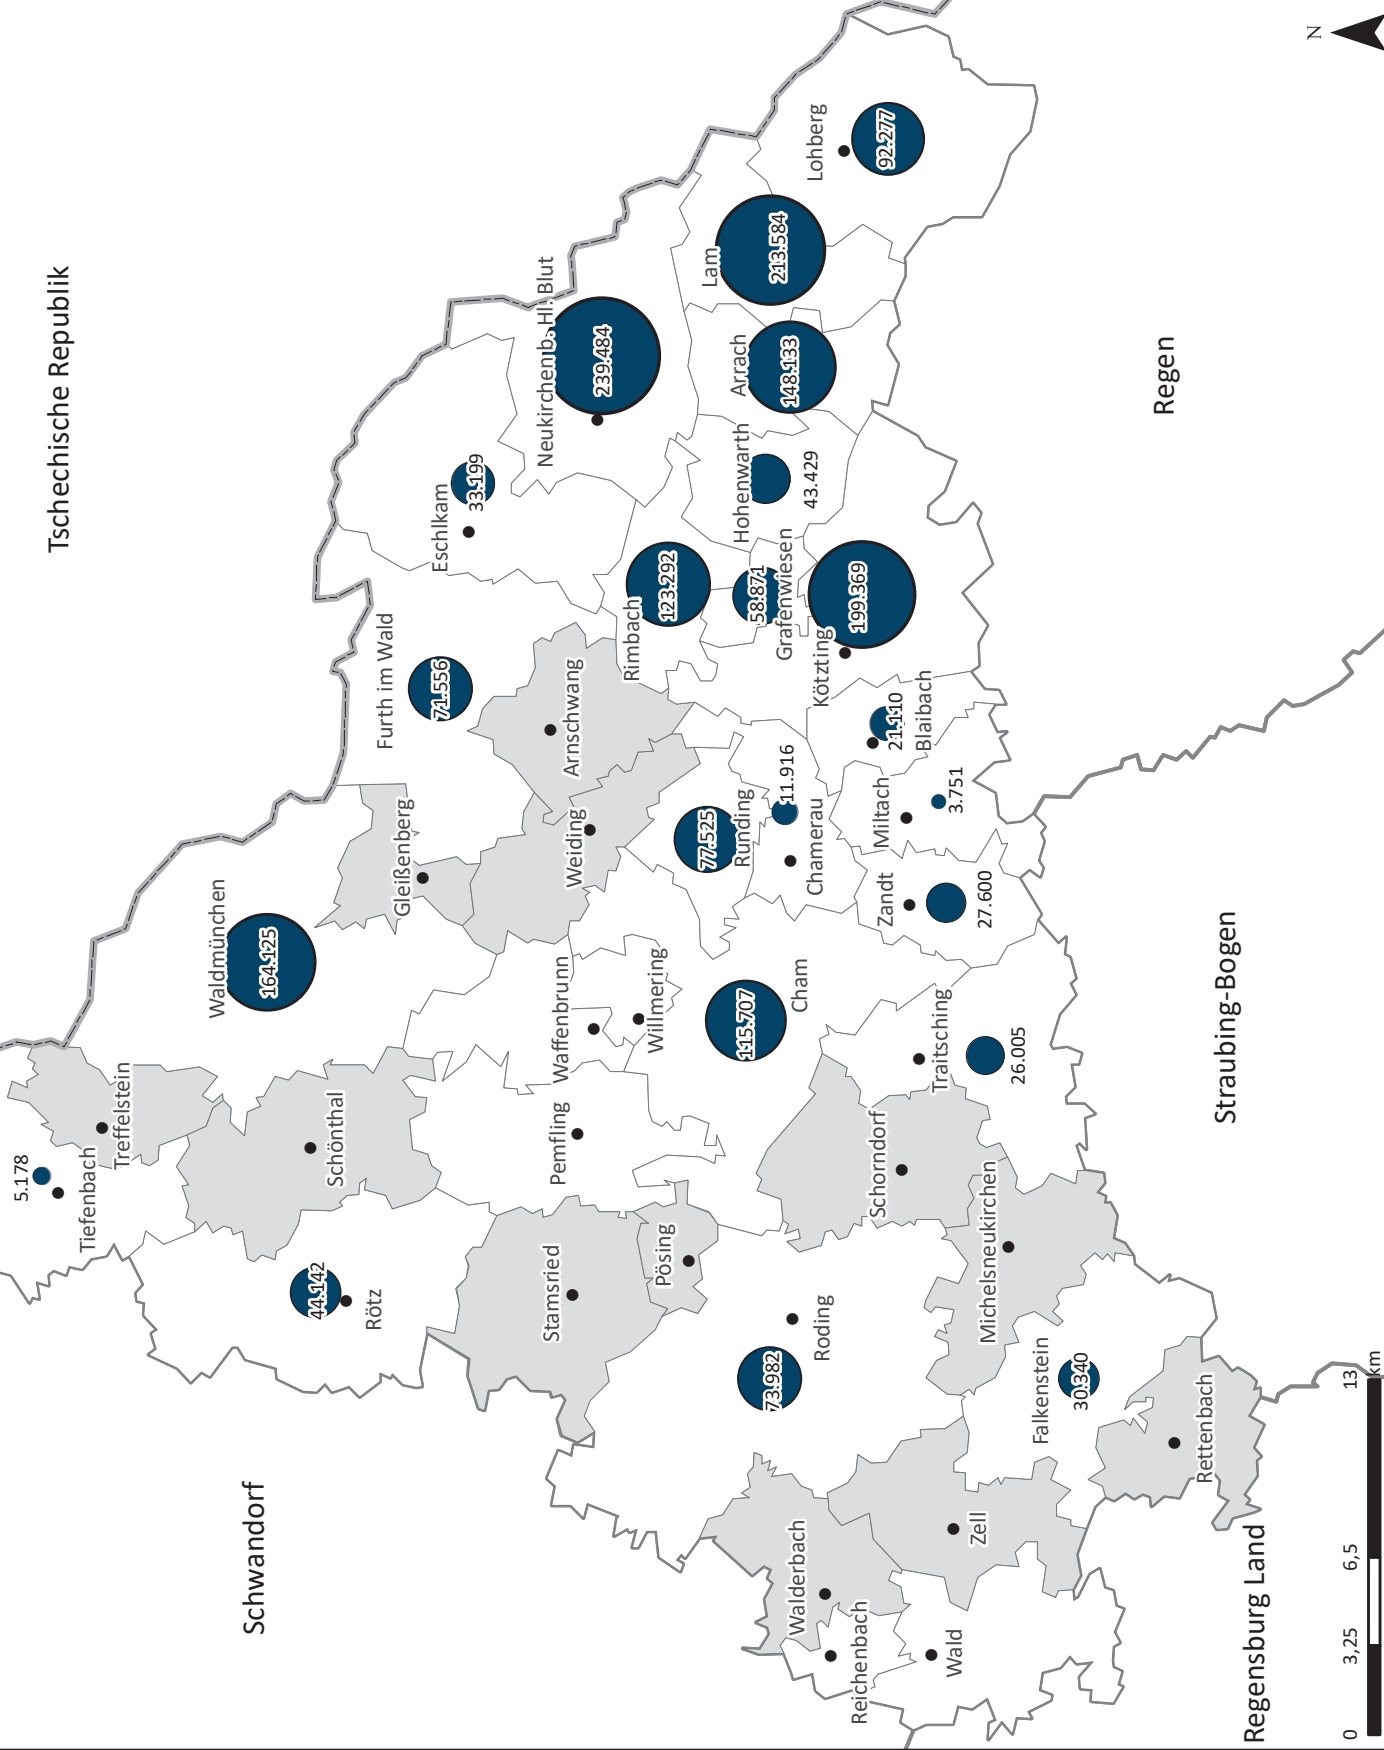 Tschechische Republik
Schwandorf
Regen
Straubing-Bogen
Regensburg Land
N
5.178
Tiefenbach
Treffelstein
Waldmünchen
164.125
Schönthal
44.142
Rötz
Gleißenberg
Furth im Wald
71.556
Eschlkam
33.199
Neukirchen b. Hl. Blut
239.484
Arnschwang
Weiding
Waffenbrunn
Willmering
Pemfling
Stamsried
Pösing
Rimbach
123.292
Lam
213.584
Lohberg
92.277
Arrach
148.133
Hohenwarth
43.429
58.871
Grafenwiesen
Kötzting
199.369
77.525
Runding
11.916
Chamerau
21.110
Blaibach
Miltach
3.751
Zandt
27.600
115.707
Cham
Traitsching
26.005
Schorndorf
Michelsneukirchen
73.982
Roding
Falkenstein
30.340
Rettenbach
Zell
Walderbach
Reichenbach
Wald
0 3,25 6,5 13
km